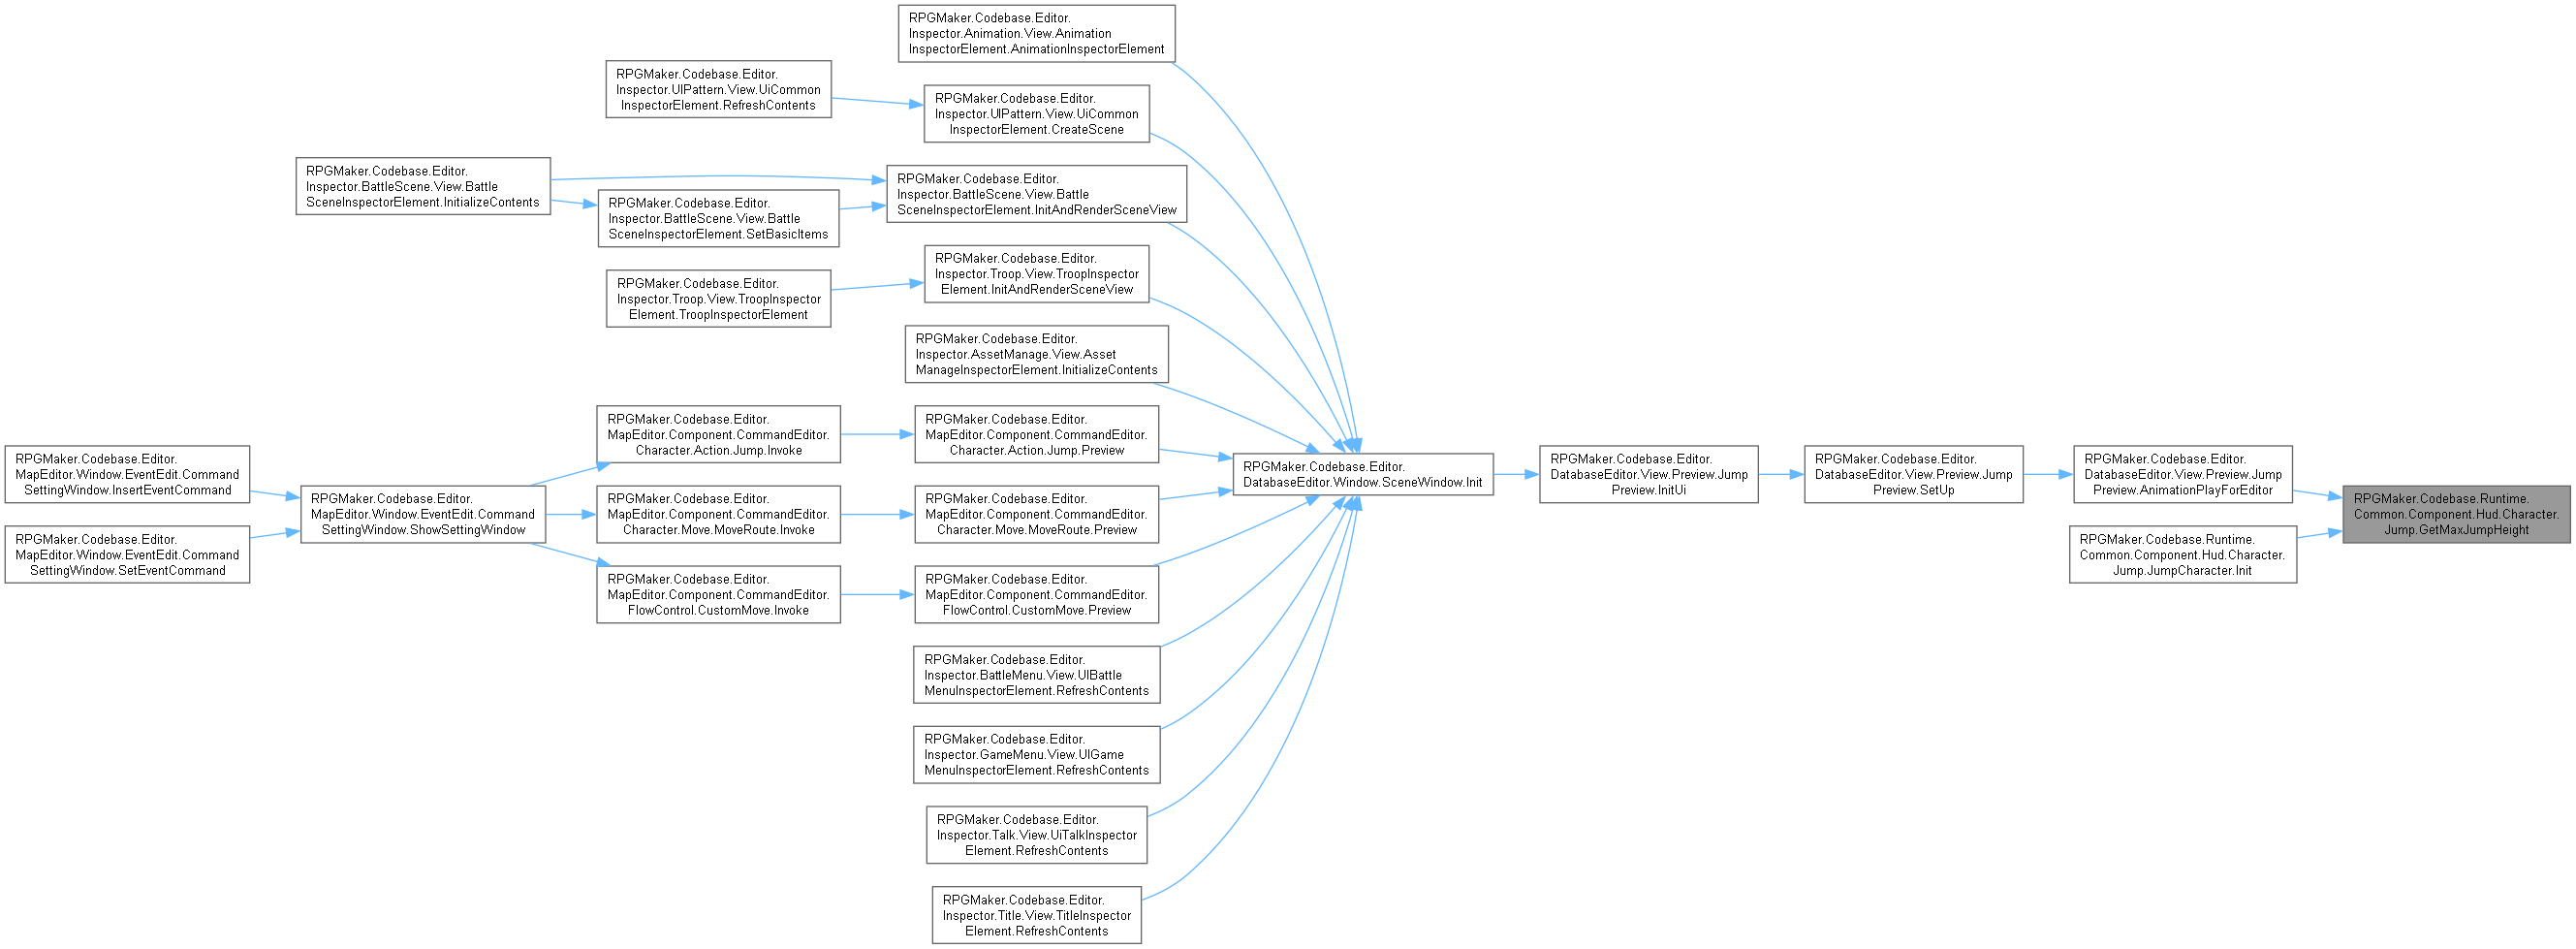 RPGMaker.Codebase.Editor.
Inspector.Animation.View.Animation
InspectorElement.AnimationInspectorElement
RPGMaker.Codebase.Editor.
Inspector.UIPattern.View.UiCommon
InspectorElement.RefreshContents
RPGMaker.Codebase.Editor.
Inspector.UIPattern.View.UiCommon
InspectorElement.CreateScene
RPGMaker.Codebase.Editor.
Inspector.BattleScene.View.Battle
SceneInspectorElement.InitializeContents
RPGMaker.Codebase.Editor.
Inspector.BattleScene.View.Battle
SceneInspectorElement.SetBasicItems
RPGMaker.Codebase.Editor.
Inspector.BattleScene.View.Battle
SceneInspectorElement.InitAndRenderSceneView
RPGMaker.Codebase.Editor.
Inspector.Troop.View.TroopInspector
Element.TroopInspectorElement
RPGMaker.Codebase.Editor.
Inspector.Troop.View.TroopInspector
Element.InitAndRenderSceneView
RPGMaker.Codebase.Editor.
Inspector.AssetManage.View.Asset
ManageInspectorElement.InitializeContents
RPGMaker.Codebase.Editor.
MapEditor.Window.EventEdit.Command
SettingWindow.InsertEventCommand
RPGMaker.Codebase.Editor.
MapEditor.Window.EventEdit.Command
SettingWindow.SetEventCommand
RPGMaker.Codebase.Editor.
MapEditor.Window.EventEdit.Command
SettingWindow.ShowSettingWindow
RPGMaker.Codebase.Editor.
MapEditor.Component.CommandEditor.
Character.Action.Jump.Invoke
RPGMaker.Codebase.Editor.
MapEditor.Component.CommandEditor.
Character.Action.Jump.Preview
RPGMaker.Codebase.Editor.
MapEditor.Component.CommandEditor.
Character.Move.MoveRoute.Invoke
RPGMaker.Codebase.Editor.
MapEditor.Component.CommandEditor.
Character.Move.MoveRoute.Preview
RPGMaker.Codebase.Editor.
MapEditor.Component.CommandEditor.
FlowControl.CustomMove.Invoke
RPGMaker.Codebase.Editor.
MapEditor.Component.CommandEditor.
FlowControl.CustomMove.Preview
RPGMaker.Codebase.Editor.
Inspector.BattleMenu.View.UIBattle
MenuInspectorElement.RefreshContents
RPGMaker.Codebase.Editor.
Inspector.GameMenu.View.UIGame
MenuInspectorElement.RefreshContents
RPGMaker.Codebase.Editor.
Inspector.Talk.View.UiTalkInspector
Element.RefreshContents
RPGMaker.Codebase.Editor.
Inspector.Title.View.TitleInspector
Element.RefreshContents
RPGMaker.Codebase.Editor.
DatabaseEditor.Window.SceneWindow.Init
RPGMaker.Codebase.Editor.
DatabaseEditor.View.Preview.Jump
Preview.InitUi
RPGMaker.Codebase.Editor.
DatabaseEditor.View.Preview.Jump
Preview.SetUp
RPGMaker.Codebase.Editor.
DatabaseEditor.View.Preview.Jump
Preview.AnimationPlayForEditor
RPGMaker.Codebase.Runtime.
Common.Component.Hud.Character.
Jump.JumpCharacter.Init
RPGMaker.Codebase.Runtime.
Common.Component.Hud.Character.
Jump.GetMaxJumpHeight